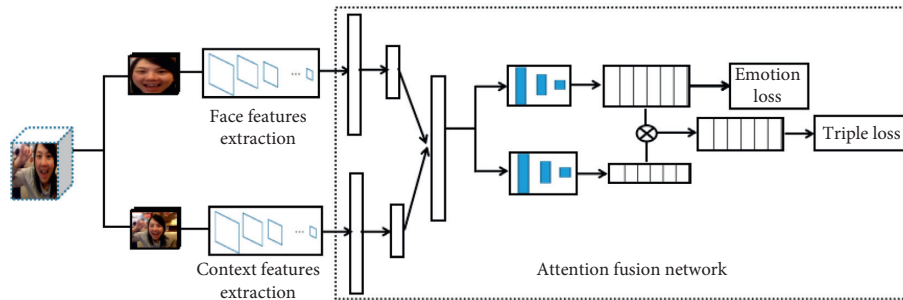 Face features
extraction
Context features
extraction
Emotion
loss
Triple loss
Attention fusion network